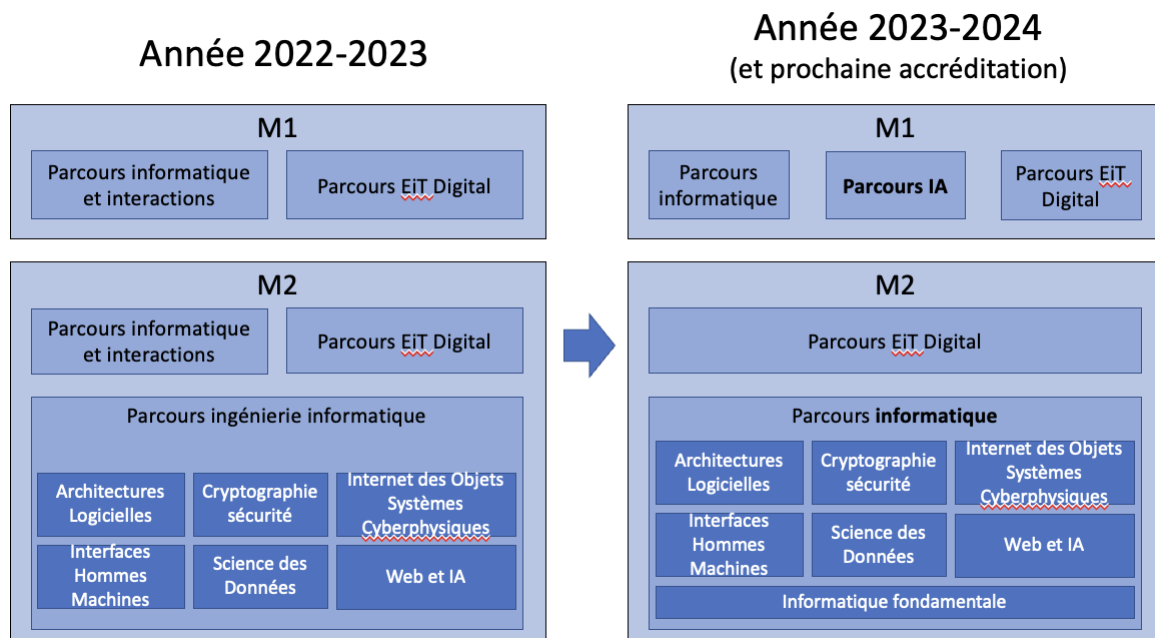 Année 2022-2023
M1
Parcours informatique
et interactions
Parcours EiT Digital
M2
Parcours informatique
et interactions
Parcours EiT Digital
Parcours ingénierie informatique
Architectures
Logicielles
Cryptographie
sécurité
Internet des Objets
Systèmes
Cyberphysiques
Interfaces
Hommes
Machines
Science des
Données
Web et IA
Année 2023-2024
(et prochaine accréditation)
M1
Parcours
informatique
Parcours IA
Parcours EiT
Digital
M2
Parcours EiT Digital
Parcours informatique
Architectures
Logicielles
Cryptographie
sécurité
Internet des Objets
Systèmes
Cyberphysiques
Interfaces
Hommes
Machines
Science des
Données
Web et IA
Informatique fondamentale